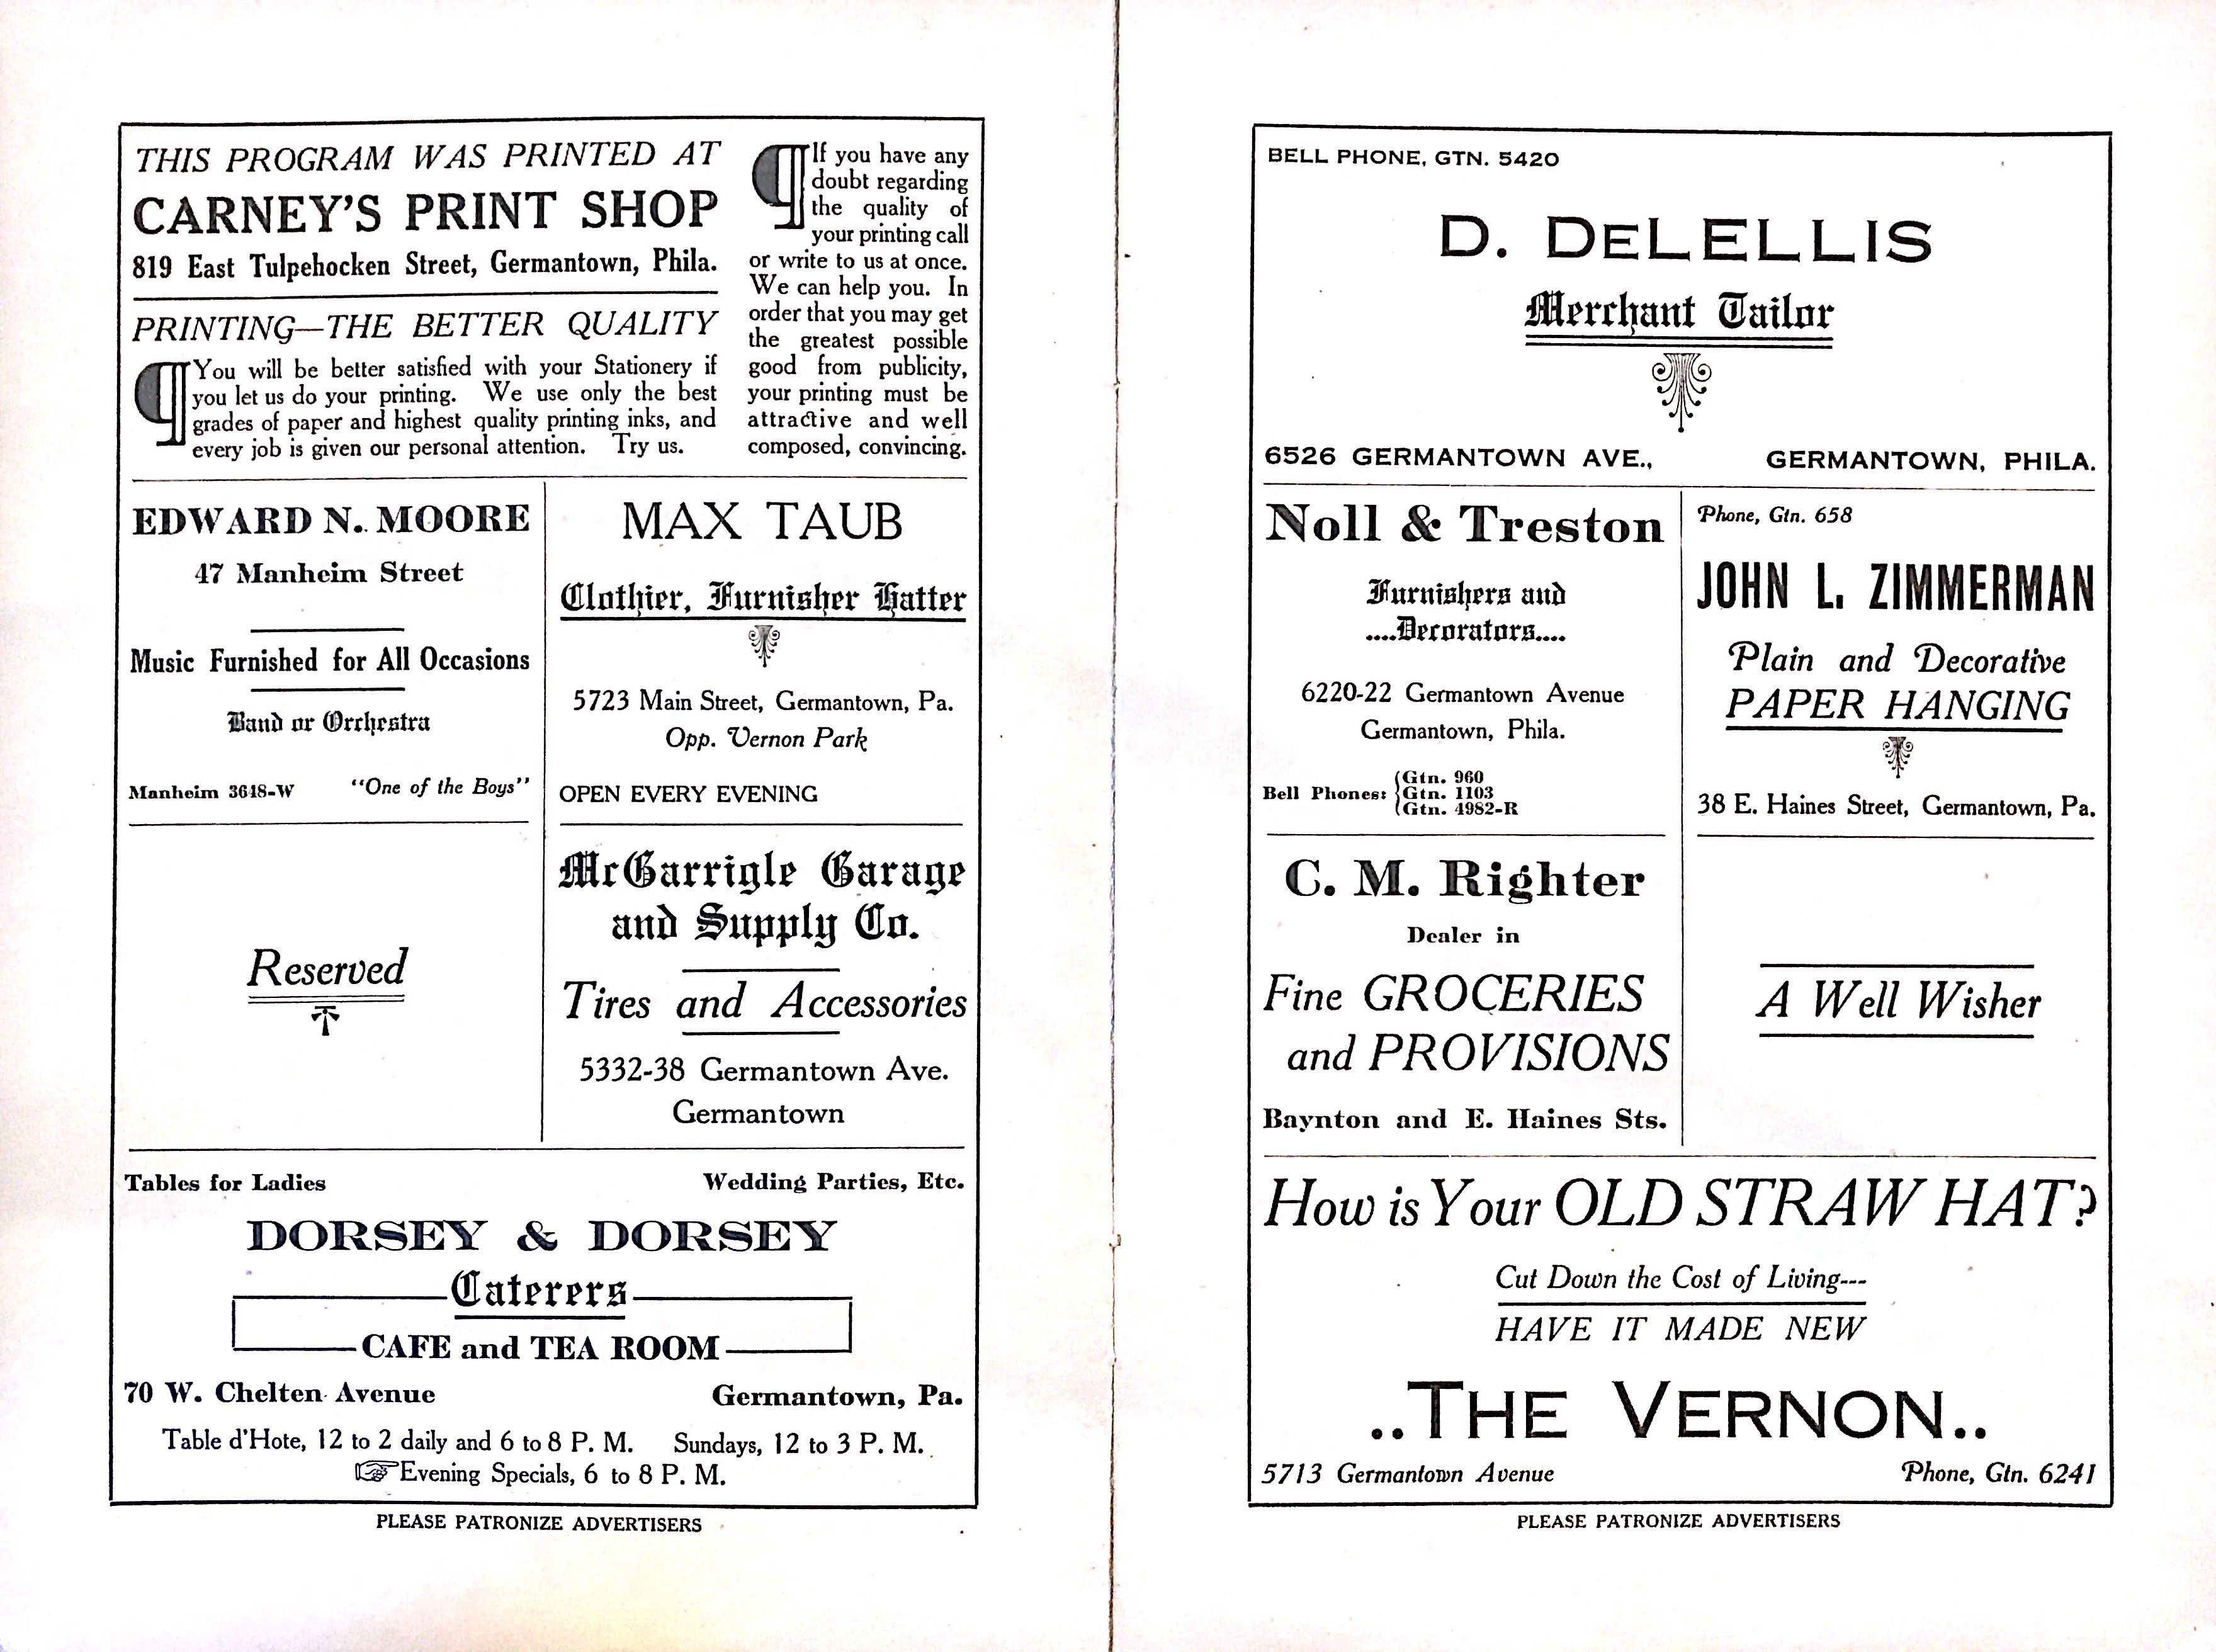 THIS PROGRAM WAS PRINTED AT
CARNEY'S PRINT SHOP
819 East Tulpehocken Street, Germantown, Phila.
PRINTING—THE BETTER QUALITY
¶ You will be better satisfied with your Stationery if
you let us do your printing. We use only the best
grades of paper and highest quality printing inks, and
every job is given our personal attention. Try us.
¶ If you have any
doubt regarding
the quality of
your printing call
or write to us at once.
We can help you. In
order that you may get
the greatest possible
good from publicity,
your printing must be
attractive and well
composed, convincing.
EDWARD N. MOORE
47 Manheim Street
Music Furnished for All Occasions
Band or Orchestra
Manheim 3648-W "One of the Boys"
MAX TAUB
Clothier, Furnisher Hatter
5723 Main Street, Germantown, Pa.
Opp. Vernon Park
OPEN EVERY EVENING
Reserved
McGarrigle Garage
and Supply Co.
Tires and Accessories
5332-38 Germantown Ave.
Germantown
Tables for Ladies Wedding Parties, Etc.
DORSEY & DORSEY
Caterers
CAFE and TEA ROOM
70 W. Chelten Avenue Germantown, Pa.
Table d'Hote, 12 to 2 daily and 6 to 8 P. M. Sundays, 12 to 3 P. M.
☞Evening Specials, 6 to 8 P. M.
PLEASE PATRONIZE ADVERTISERS
BELL PHONE, GTN. 5420
D. DELELLIS
Merchant Tailor
6526 GERMANTOWN AVE., GERMANTOWN, PHILA.
Noll & Treston
Furnishers and
....Decorators....
6220-22 Germantown Avenue
Germantown, Phila.
Bell Phones: { Gtn. 960
Gtn. 1103
Gtn. 4982-R
Phone, Gtn. 658
JOHN L. ZIMMERMAN
Plain and Decorative
PAPER HANGING
38 E. Haines Street, Germantown, Pa.
C. M. Righter
Dealer in
Fine GROCERIES
and PROVISIONS
Baynton and E. Haines Sts.
A Well Wisher
How is Your OLD STRAW HAT?
Cut Down the Cost of Living---
HAVE IT MADE NEW
..THE VERNON..
5713 Germantown Avenue Phone, Gtn. 6241
PLEASE PATRONIZE ADVERTISERS